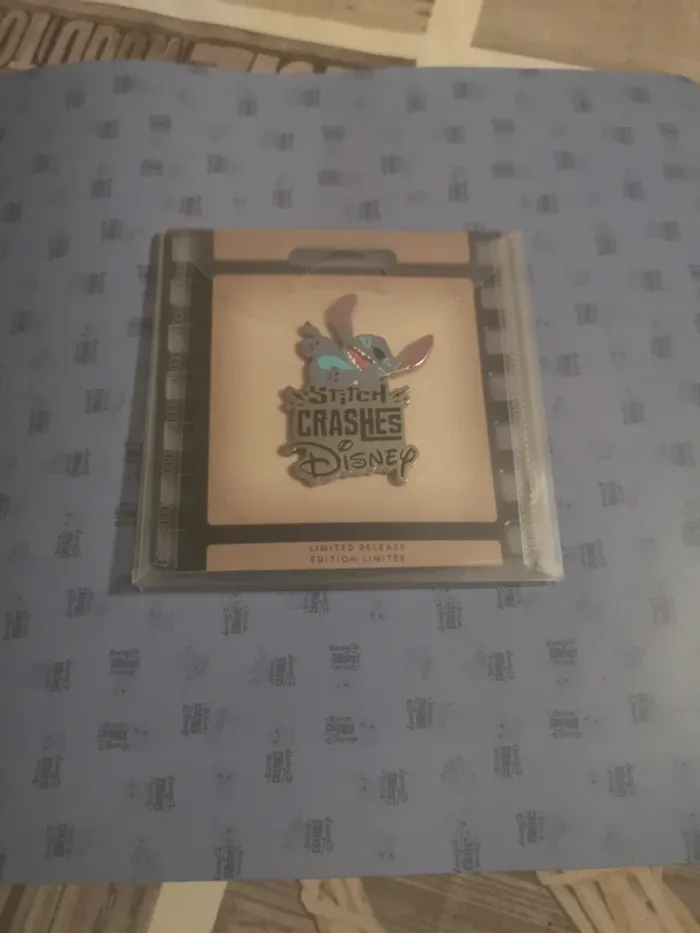 STITCH
CRASHES
DISNEY
LIMITED RELEASE
ÉDITION LIMITÉE